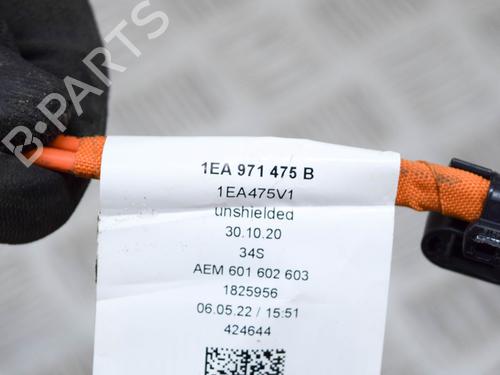 B-PARTS
1EA 971 475 B
1EA475V1
unshielded
30.10.20
34S
AEM 601 602 603
1825956
06.05.22 / 15:51
424644